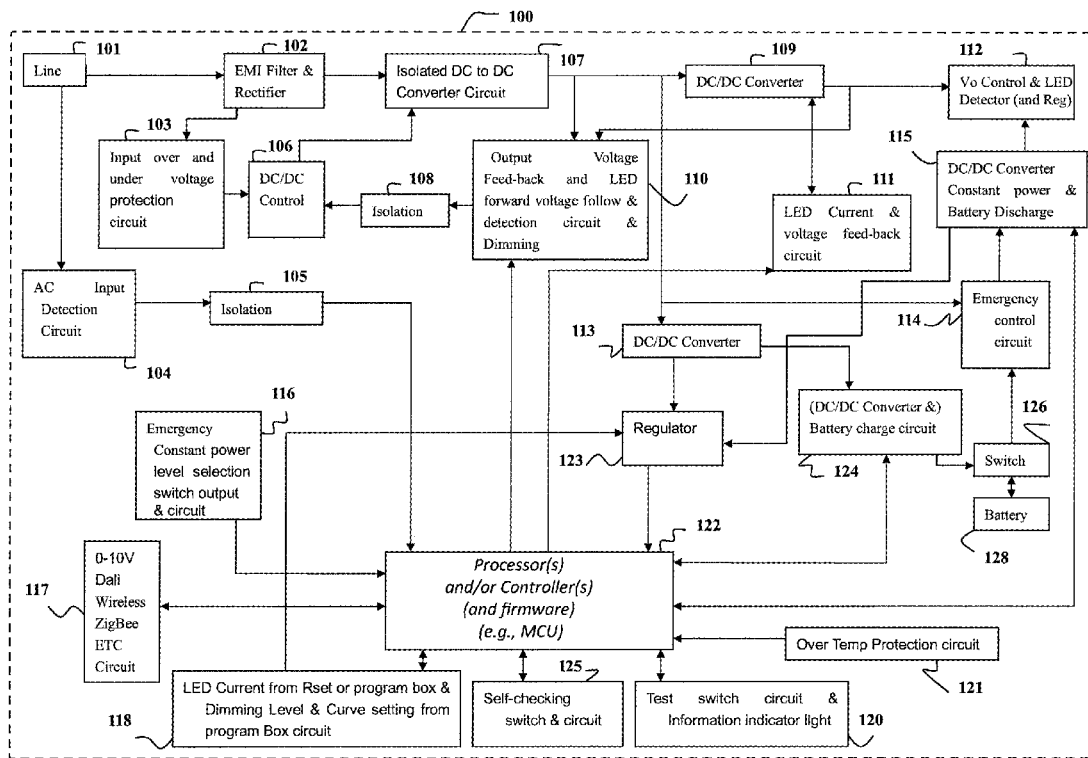 100
101
102
107
109
112
Line
EMI Filter &
Rectifier
Isolated DC to DC
Converter Circuit
DC/DC Converter
Vo Control & LED
Detector (and Reg)
103
106
108
110
111
115
Input over and
under voltage
protection
circuit
DC/DC
Control
Isolation
Output Voltage
Feed-back and LED
forward voltage follow &
detection circuit &
Dimming
LED Current &
voltage feed-back
circuit
DC/DC Converter
Constant power &
Battery Discharge
105
AC Input
Detection
Circuit
Isolation
104
113
DC/DC Converter
114
Emergency
control
circuit
116
Emergency
Constant power
level selection
switch output
& circuit
Regulator
123
(DC/DC Converter &)
Battery charge circuit
124
126
Switch
Battery
128
122
117
0-10V
Dali
Wireless
ZigBee
ETC
Circuit
Processor(s)
and/or Controller(s)
(and firmware)
(e.g., MCU)
Over Temp Protection circuit
121
125
118
LED Current from Rset or program box &
Dimming Level & Curve setting from
program Box circuit
Self-checking
switch & circuit
Test switch circuit &
Information indicator light
120